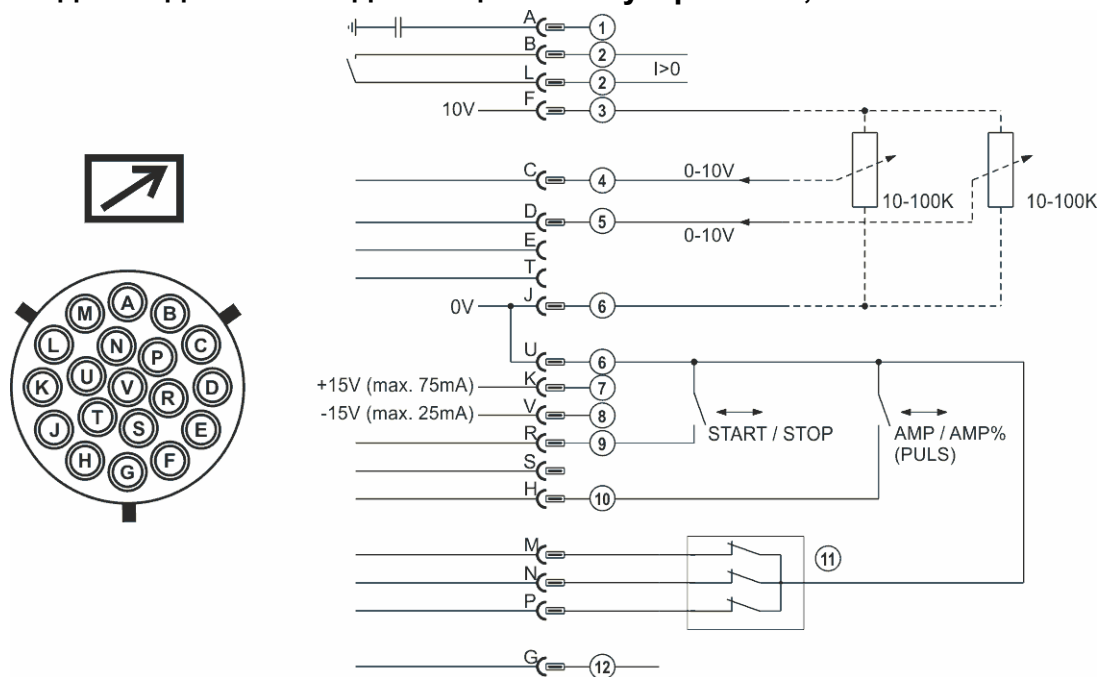 A 1
B 2
L 2 I>0
10V F 3
C 4 0-10V 10-100K 10-100K
D 5
0-10V
E
T
0V J 6
U 6
+15V (max. 75mA) K 7
-15V (max. 25mA) V 8
R 9 START / STOP AMP / AMP%
(PULS)
S
H 10
M 11
N
P
G 12
A
M B
L N P C
K U V R D
J T S E
H G F